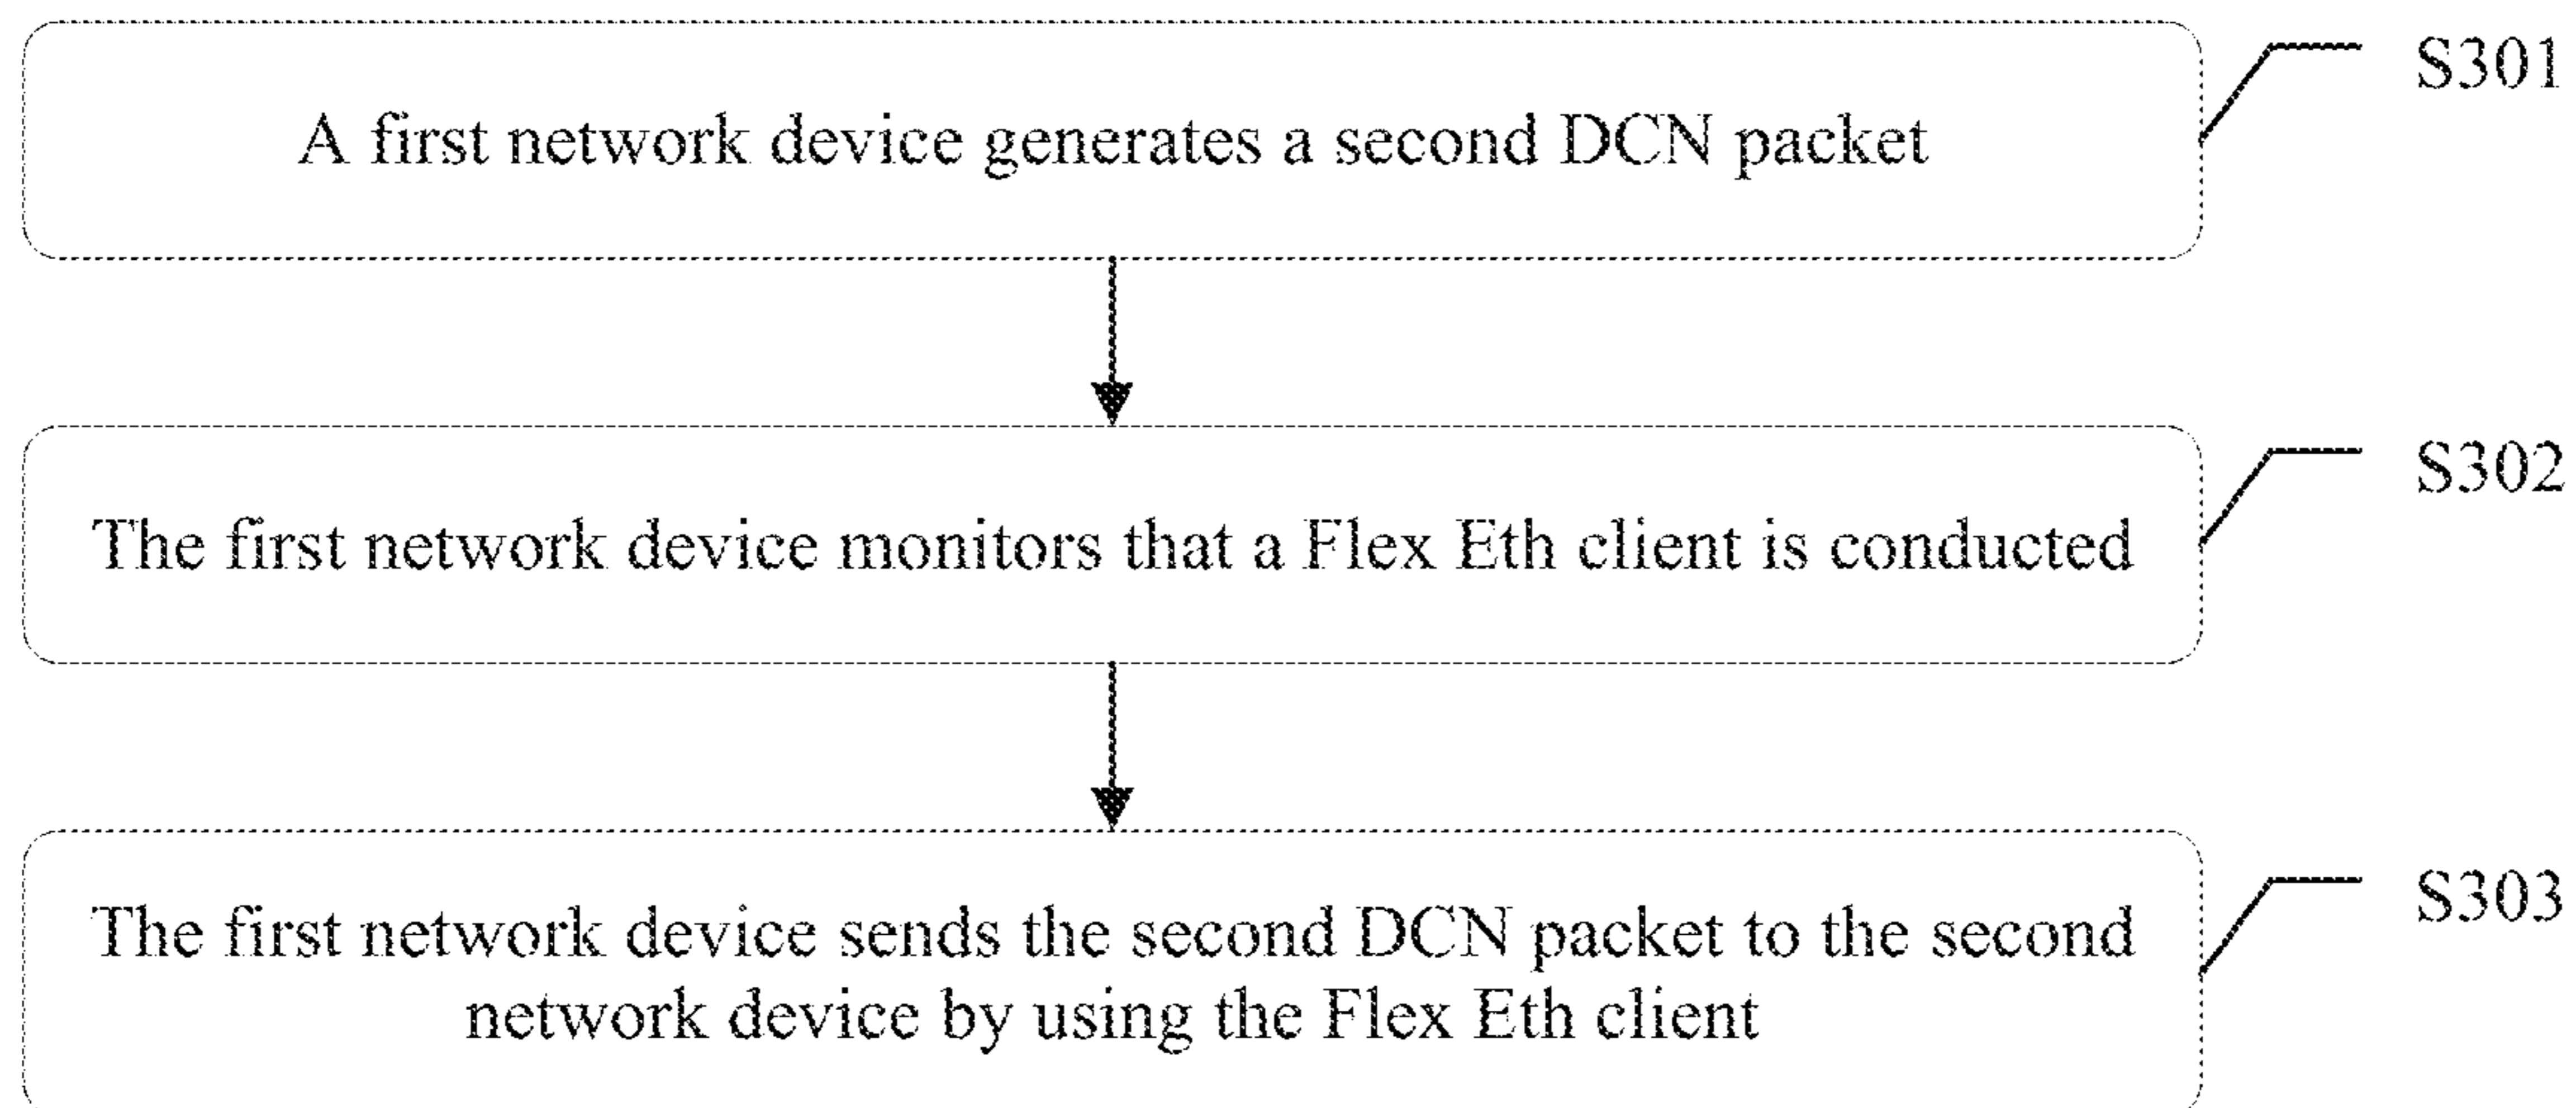 A first network device generates a second DCN packet
S301
The first network device monitors that a Flex Eth client is conducted
S302
The first network device sends the second DCN packet to the second
network device by using the Flex Eth client
S303